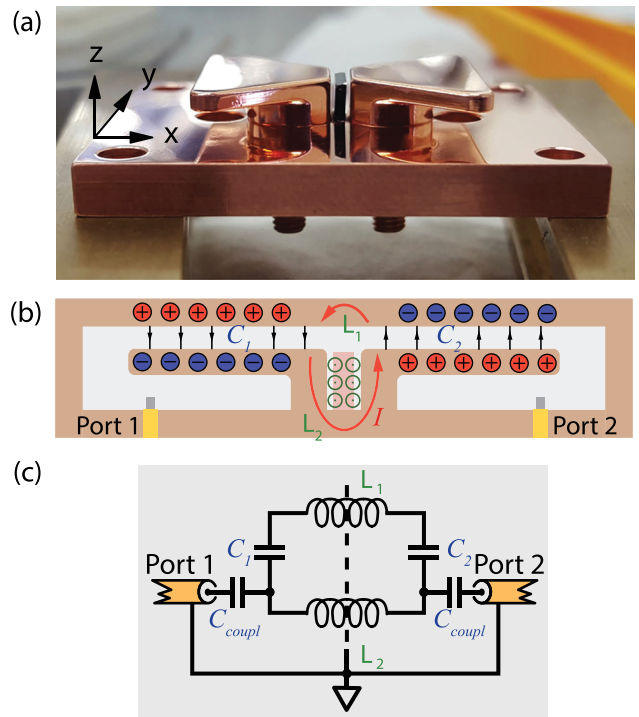 (a)
z
y
x
(b)
+ + + + + + − − − − − −
L1
C1 C2
− − − − − − + + + + + +
I
L2
Port 1 Port 2
(c)
L1
C1 C2
Port 1 Port 2
Ccoupl Ccoupl
L2